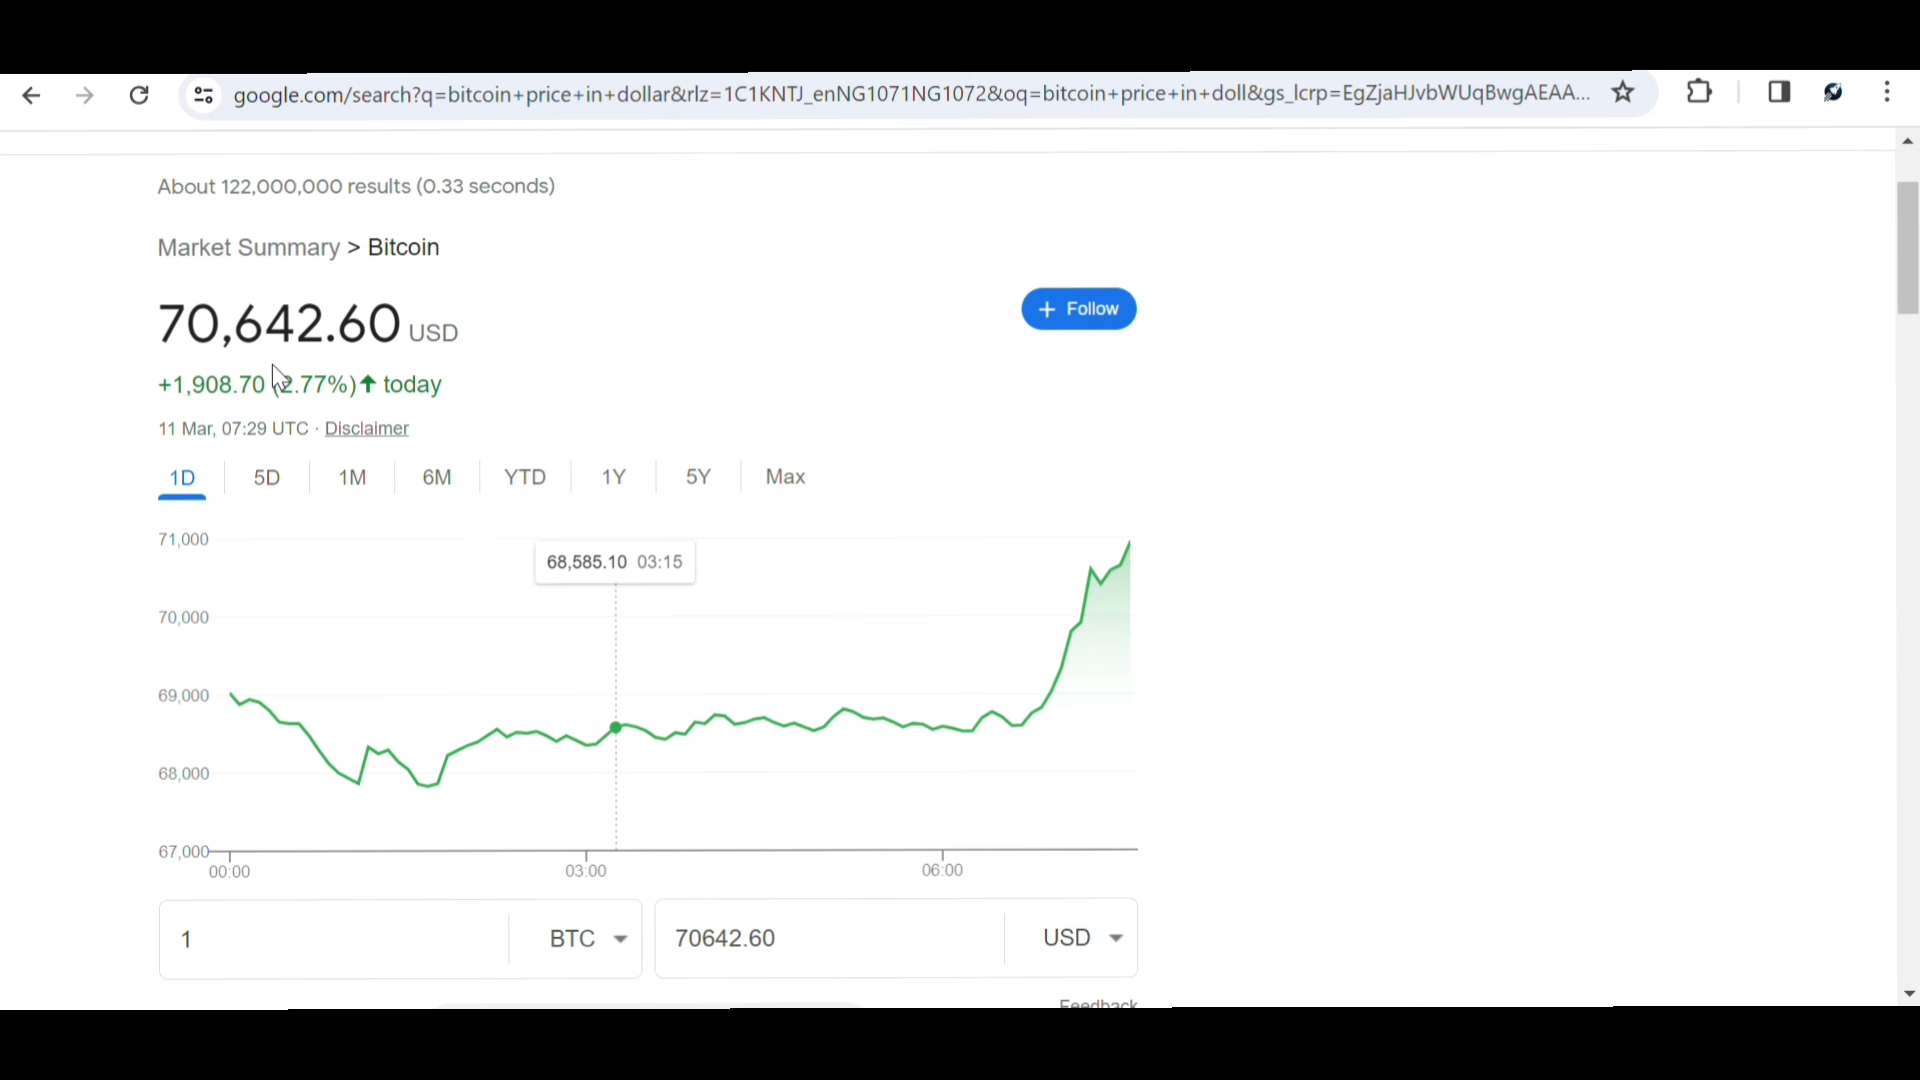 google.com/search?q=bitcoin+price+in+dollar&rlz=1C1KNTJ_enNG1071NG1072&oq=bitcoin+price+in+doll&gs_lcrp=EgZjaHJvbWUqBwgAEAA...
About 122,000,000 results (0.33 seconds)
Market Summary > Bitcoin
70,642.60 USD
+ Follow
+1,908.70 (2.77%) ↑ today
11 Mar, 07:29 UTC · Disclaimer
1D 5D 1M 6M YTD 1Y 5Y Max
71,000
68,585.10 03:15
70,000
69,000
68,000
67,000
00:00 03:00 06:00
1 BTC 70642.60 USD
Feedback